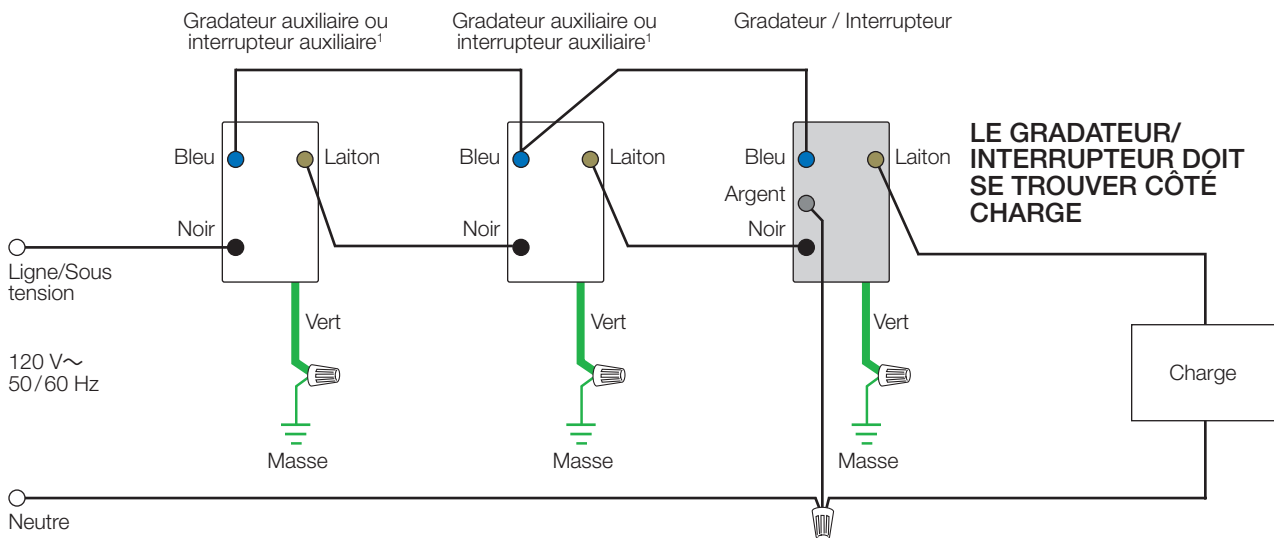 Gradateur auxiliaire ou
interrupteur auxiliaire¹
Gradateur auxiliaire ou
interrupteur auxiliaire¹
Gradateur / Interrupteur
LE GRADATEUR/
INTERRUPTEUR DOIT
SE TROUVER CÔTÉ
CHARGE
Bleu
Laiton
Bleu
Laiton
Bleu
Laiton
Argent
Noir
Noir
Noir
Ligne/Sous
tension
Vert
Vert
Vert
120 V~
50/60 Hz
Charge
Masse
Masse
Masse
Neutre